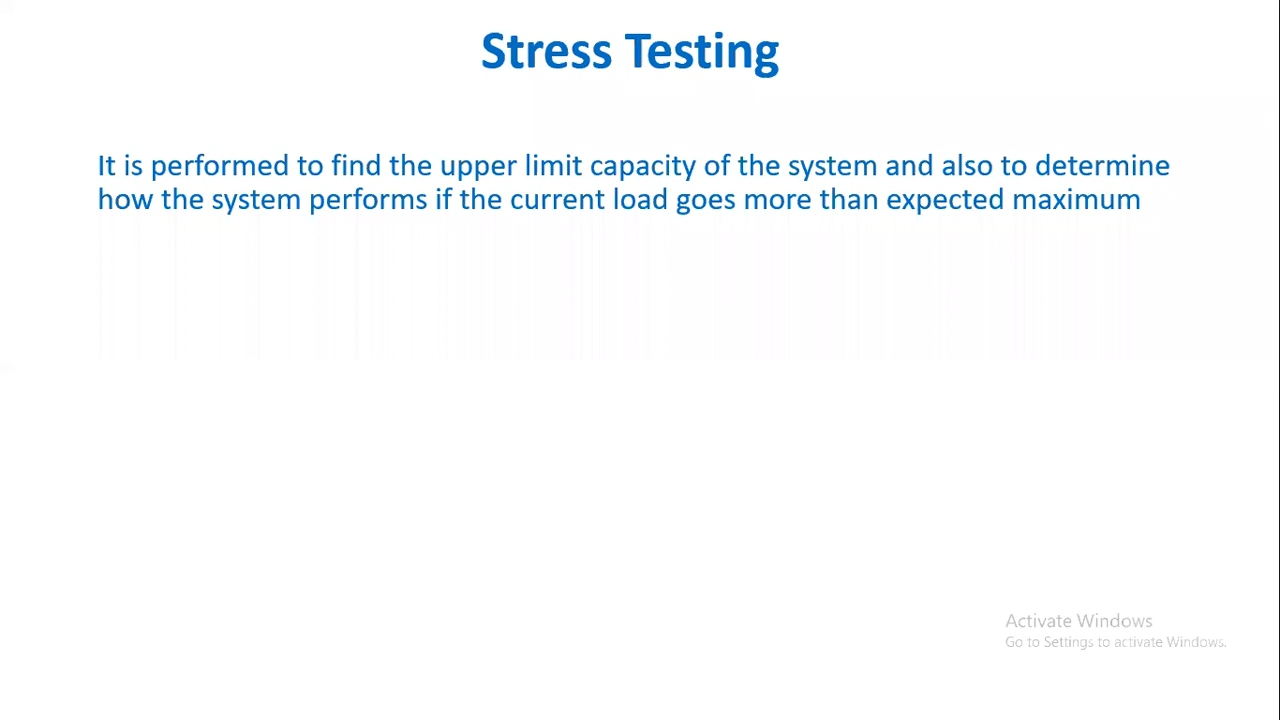 Stress Testing
It is performed to find the upper limit capacity of the system and also to determine
how the system performs if the current load goes more than expected maximum
Activate Windows
Go to Settings to activate Windows.